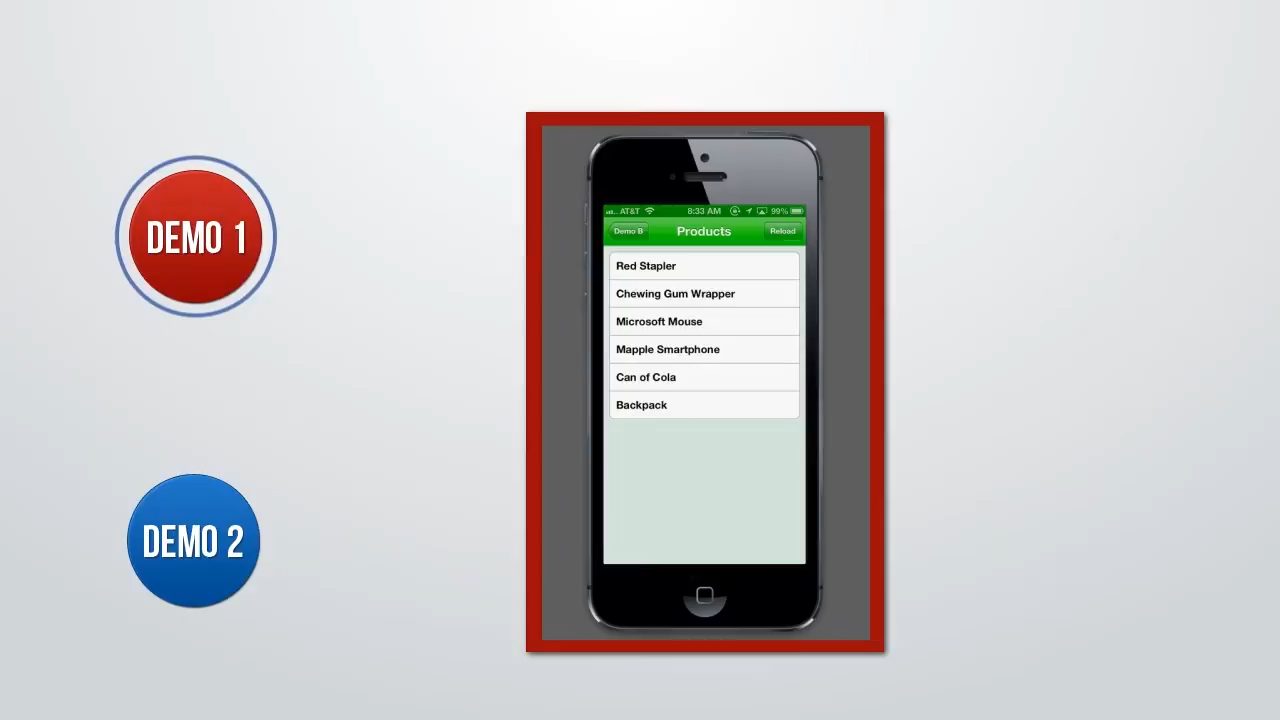 DEMO 1
DEMO 2
AT&T 8:33 AM 99%
Demo B Products Reload
Red Stapler
Chewing Gum Wrapper
Microsoft Mouse
Mapple Smartphone
Can of Cola
Backpack